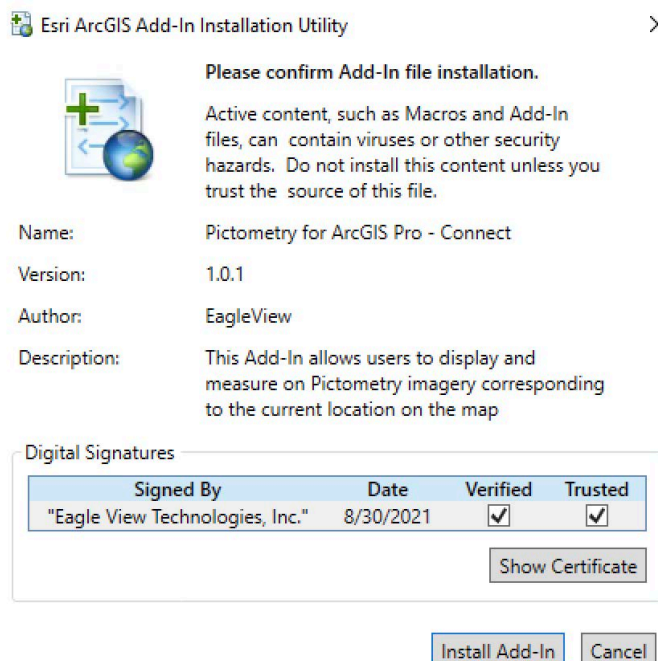 Esri ArcGIS Add-In Installation Utility
Please confirm Add-In file installation.
Active content, such as Macros and Add-In
files, can contain viruses or other security
hazards. Do not install this content unless you
trust the source of this file.
Name: Pictometry for ArcGIS Pro - Connect
Version: 1.0.1
Author: EagleView
Description: This Add-In allows users to display and
measure on Pictometry imagery corresponding
to the current location on the map
Digital Signatures
Signed By Date Verified Trusted
"Eagle View Technologies, Inc." 8/30/2021
Show Certificate
Install Add-In Cancel